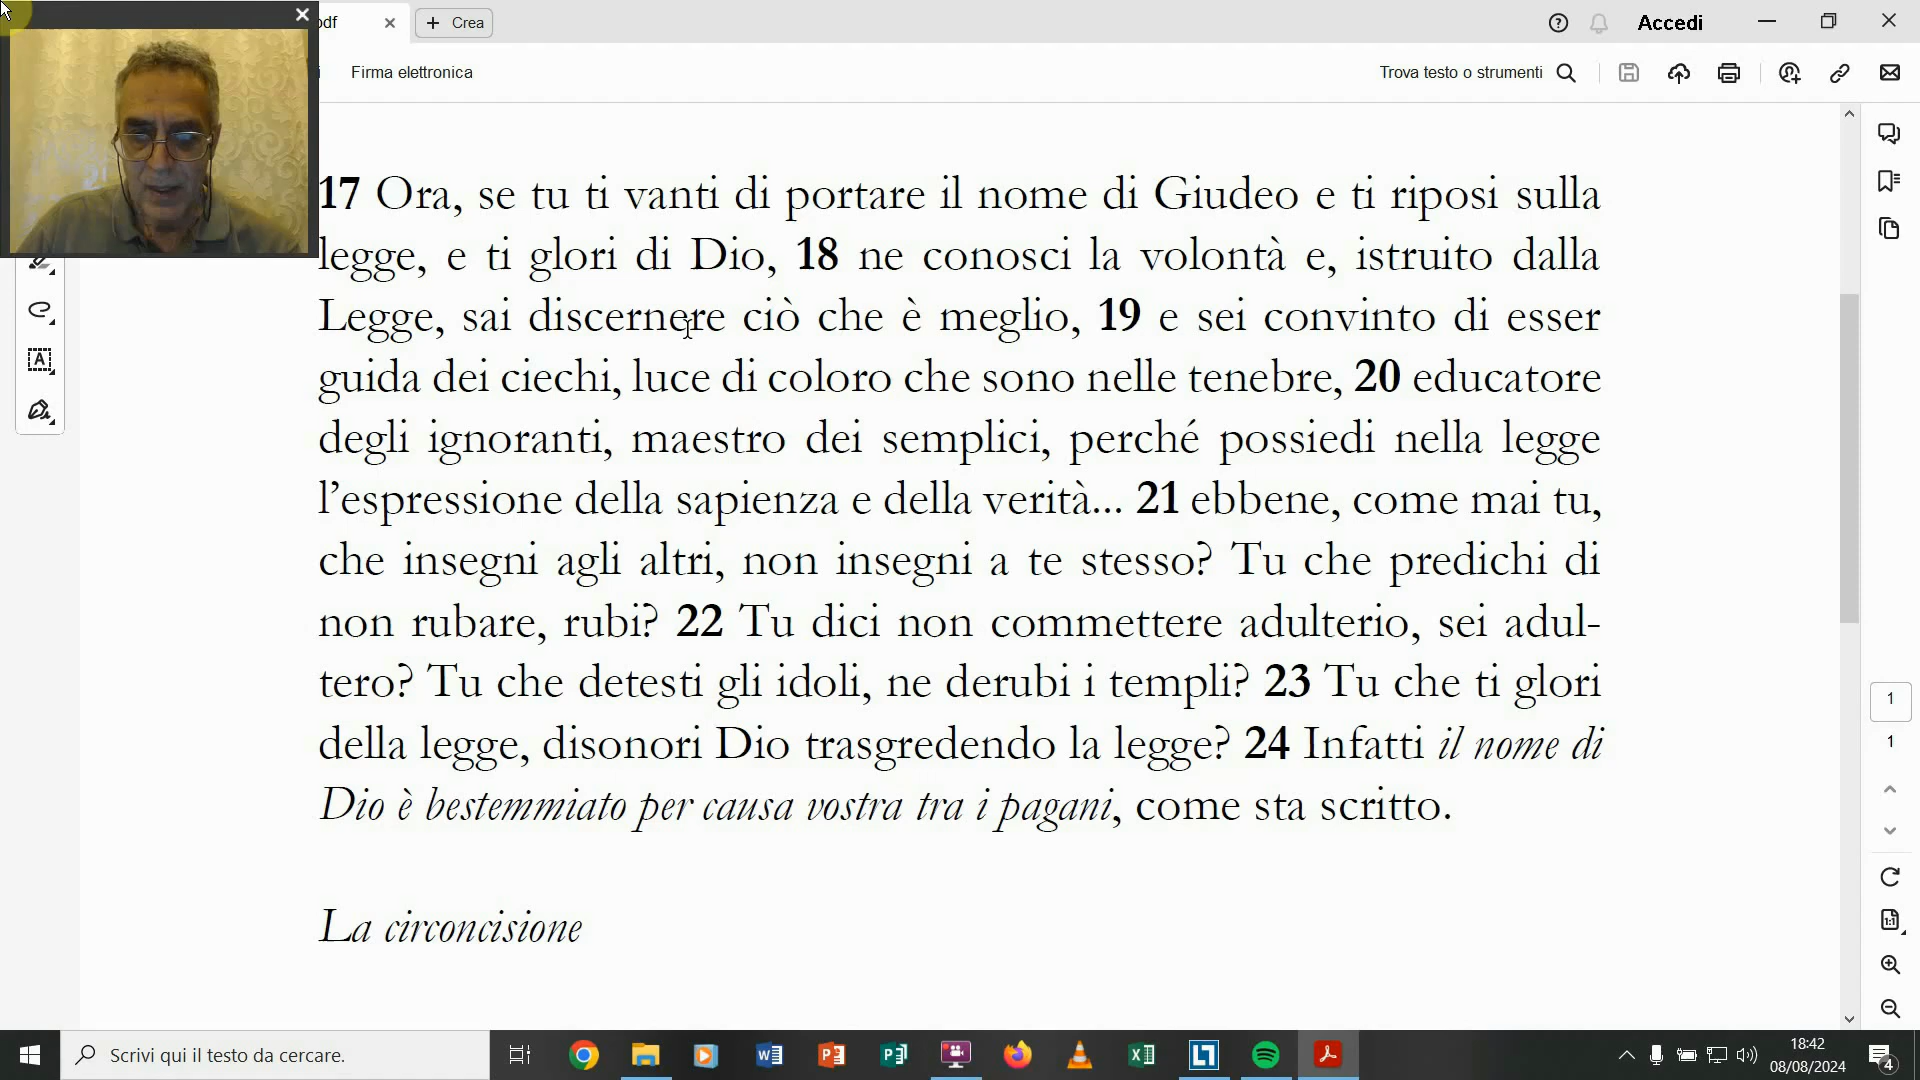 Crea
Accedi
Firma elettronica
Trova testo o strumenti
17 Ora, se tu ti vanti di portare il nome di Giudeo e ti riposi sulla
legge, e ti glori di Dio, 18 ne conosci la volontà e, istruito dalla
Legge, sai discernere ciò che è meglio, 19 e sei convinto di esser
guida dei ciechi, luce di coloro che sono nelle tenebre, 20 educatore
degli ignoranti, maestro dei semplici, perché possiedi nella legge
l’espressione della sapienza e della verità... 21 ebbene, come mai tu,
che insegni agli altri, non insegni a te stesso? Tu che predichi di
non rubare, rubi? 22 Tu dici non commettere adulterio, sei adul-
tero? Tu che detesti gli idoli, ne derubi i templi? 23 Tu che ti glori
della legge, disonori Dio trasgredendo la legge? 24 Infatti il nome di
Dio è bestemmiato per causa vostra tra i pagani, come sta scritto.
La circoncisione
1
1
Scrivi qui il testo da cercare.
18:42
08/08/2024
4